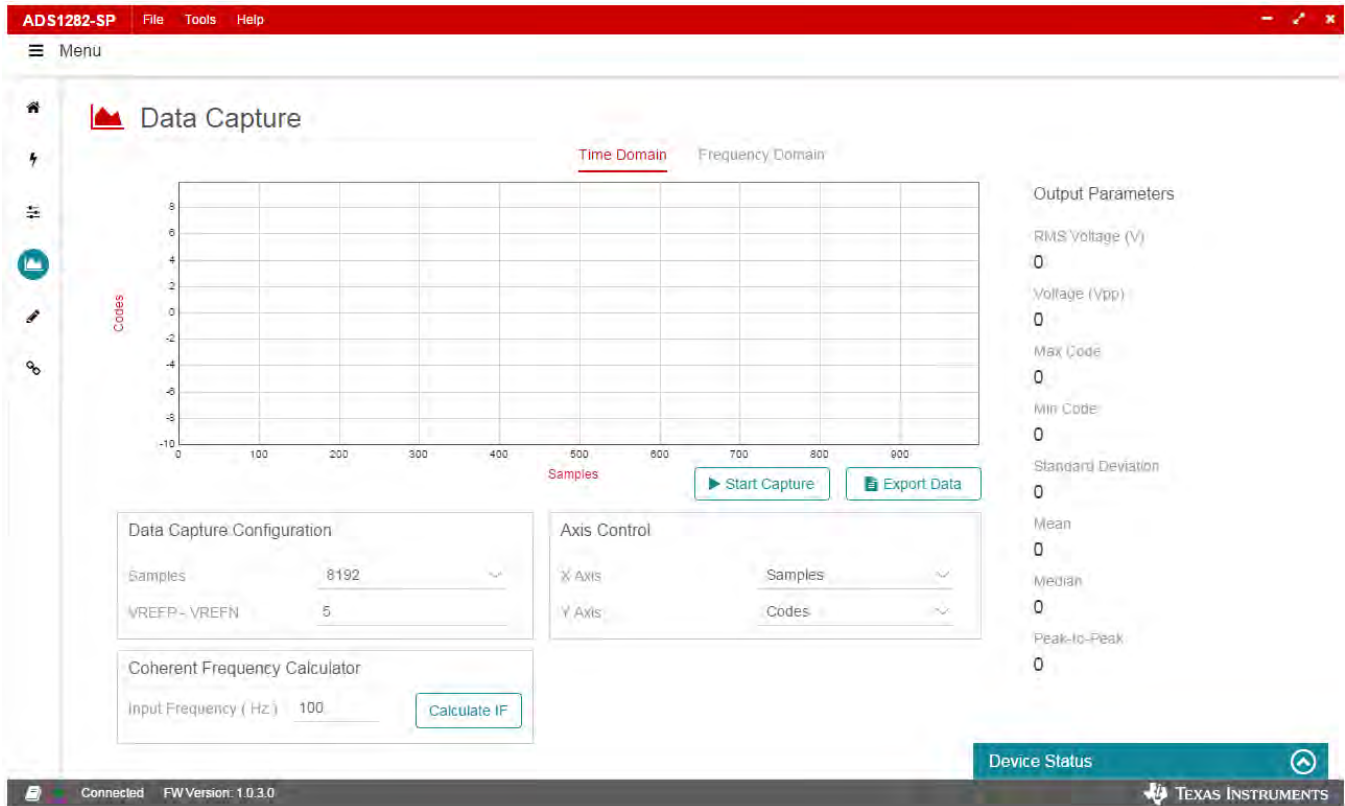 ADS1282-SP File Tools Help
Menu
Data Capture
Time Domain Frequency Domain
8
6
4
2
0
-2
-4
-6
-8
-10
Codes
0 100 200 300 400 500 600 700 800 900
Samples
Start Capture Export Data
Output Parameters
RMS Voltage (V)
0
Voltage (Vpp)
0
Max Code
0
Min Code
0
Standard Deviation
0
Mean
0
Median
0
Peak-to-Peak
0
Data Capture Configuration
Samples 8192
VREFP - VREFN 5
Axis Control
X Axis Samples
Y Axis Codes
Coherent Frequency Calculator
Input Frequency ( Hz ) 100 Calculate IF
Device Status
Connected FW Version: 1.0.3.0 TEXAS INSTRUMENTS